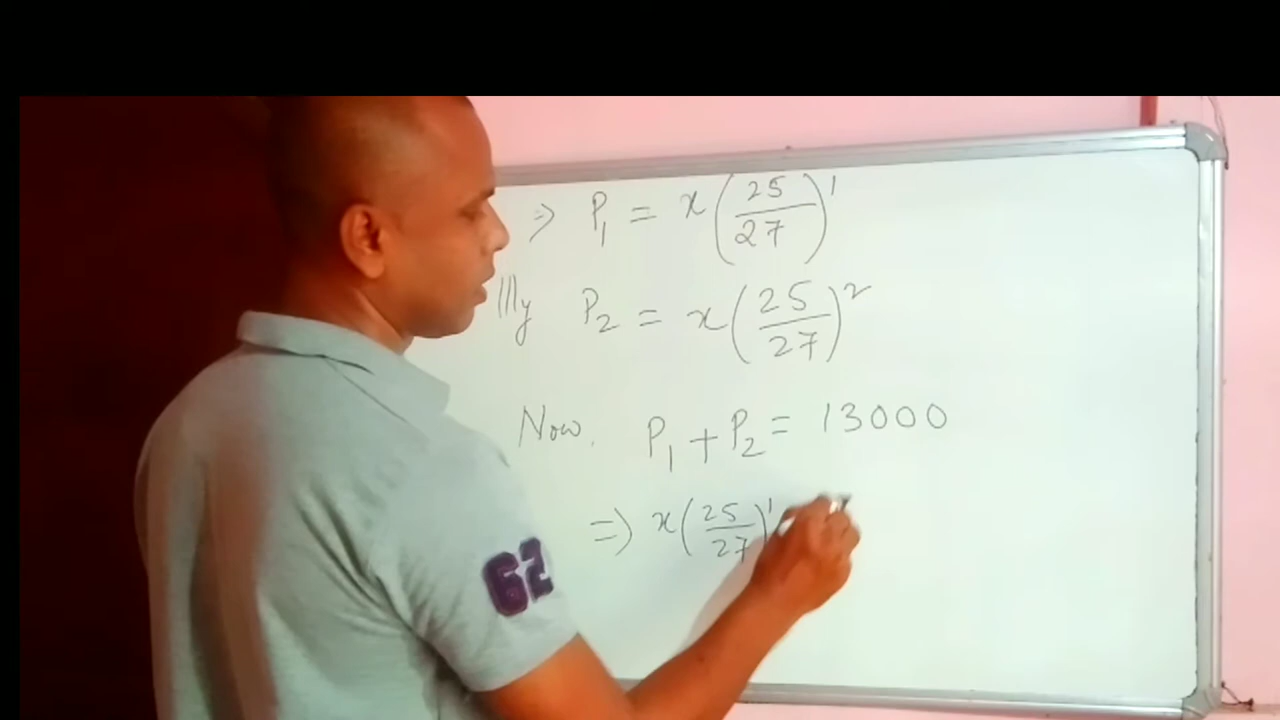 ⇒ P₁ = x(25/27)¹
|||ly P₂ = x(25/27)²
Now. P₁ + P₂ = 13000
⇒ x(25/27)¹
62